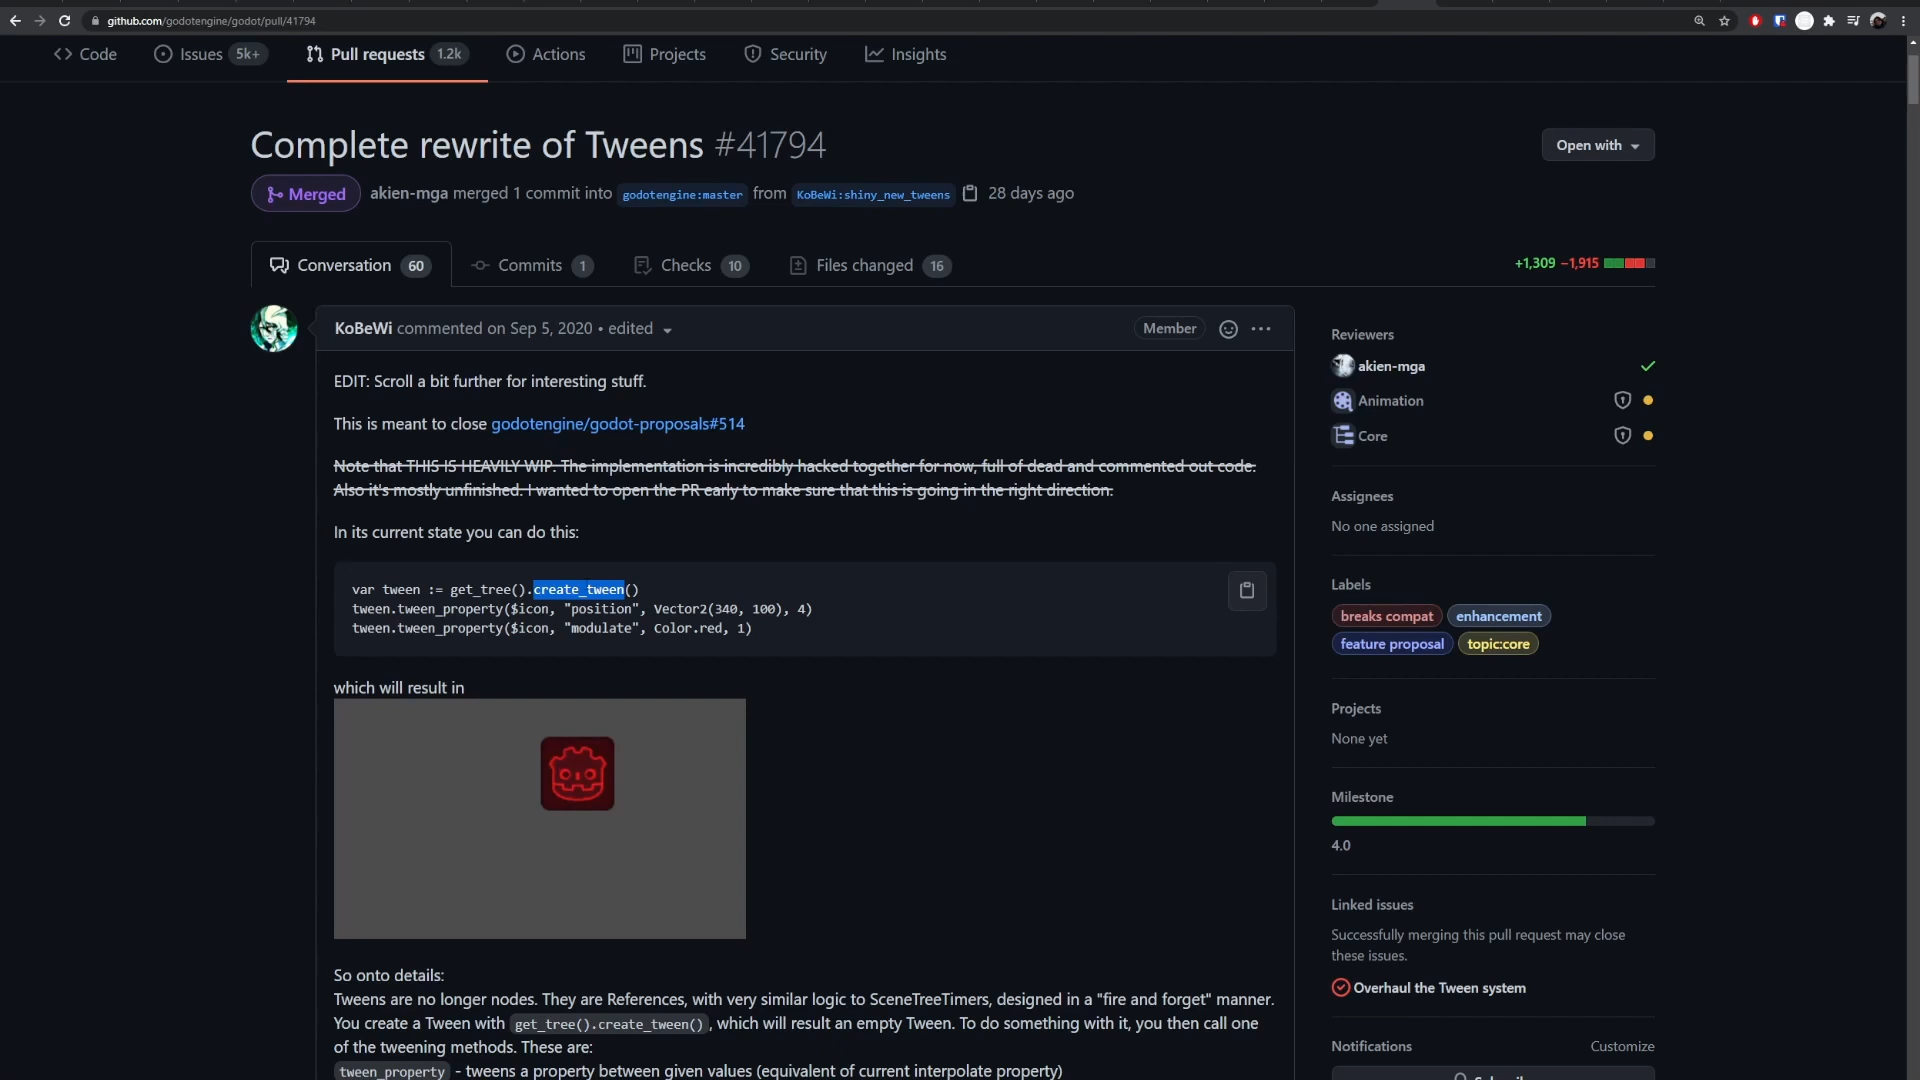 github.com/godotengine/godot/pull/41794
Code
Issues 5k+
Pull requests 1.2k
Actions
Projects
Security
Insights
Complete rewrite of Tweens #41794
Open with
Merged akien-mga merged 1 commit into godotengine:master from KoBeWi:shiny_new_tweens 28 days ago
Conversation 60
Commits 1
Checks 10
Files changed 16
+1,309 −1,915
KoBeWi commented on Sep 5, 2020 • edited
Member
EDIT: Scroll a bit further for interesting stuff.
This is meant to close godotengine/godot-proposals#514
Note that THIS IS HEAVILY WIP. The implementation is incredibly hacked together for now, full of dead and commented out code.
Also it's mostly unfinished. I wanted to open the PR early to make sure that this is going in the right direction.
In its current state you can do this:
var tween := get_tree().create_tween()
tween.tween_property($icon, "position", Vector2(340, 100), 4)
tween.tween_property($icon, "modulate", Color.red, 1)
which will result in
So onto details:
Tweens are no longer nodes. They are References, with very similar logic to SceneTreeTimers, designed in a "fire and forget" manner.
You create a Tween with get_tree().create_tween(), which will result an empty Tween. To do something with it, you then call one
of the tweening methods. These are:
tween_property - tweens a property between given values (equivalent of current interpolate property)
Reviewers
akien-mga
Animation
Core
Assignees
No one assigned
Labels
breaks compat enhancement
feature proposal topic:core
Projects
None yet
Milestone
4.0
Linked issues
Successfully merging this pull request may close
these issues.
Overhaul the Tween system
Notifications Customize